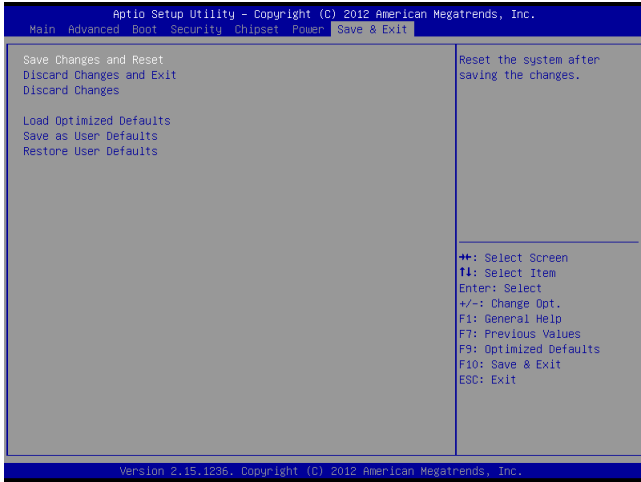 Aptio Setup Utility – Copyright (C) 2012 American Megatrends, Inc.
Main Advanced Boot Security Chipset Power Save & Exit
Save Changes and Reset
Discard Changes and Exit
Discard Changes
Load Optimized Defaults
Save as User Defaults
Restore User Defaults
Reset the system after
saving the changes.
→←: Select Screen
↑↓: Select Item
Enter: Select
+/-: Change Opt.
F1: General Help
F7: Previous Values
F9: Optimized Defaults
F10: Save & Exit
ESC: Exit
Version 2.15.1236. Copyright (C) 2012 American Megatrends, Inc.